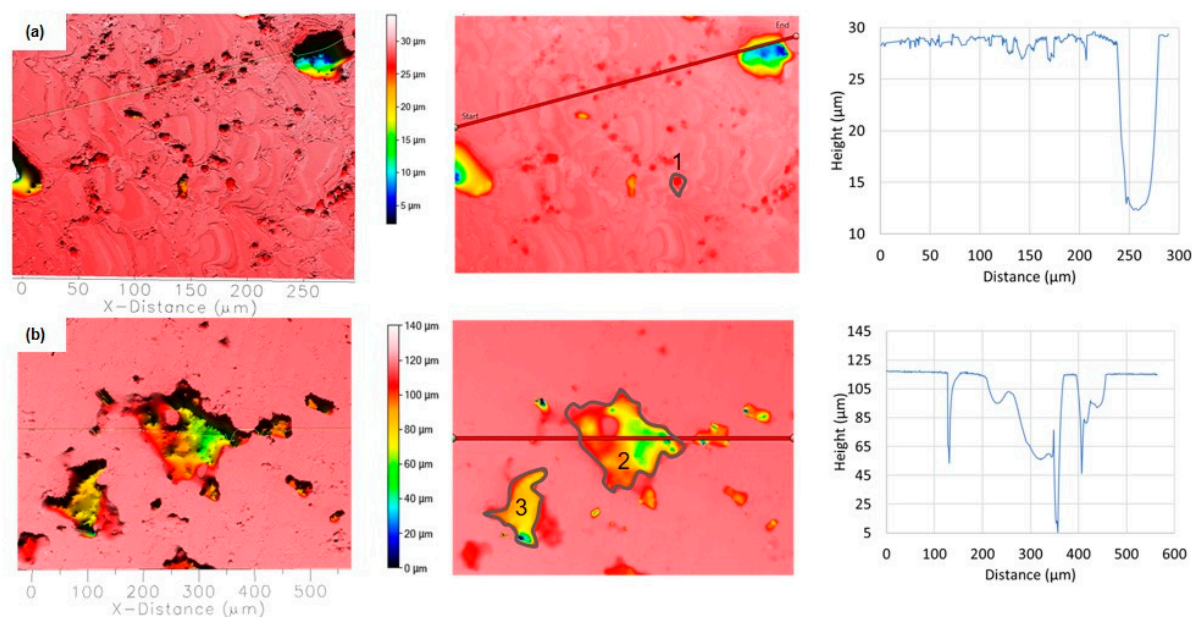 (a)
30 µm
25 µm
20 µm
15 µm
10 µm
5 µm
0 50 100 150 200 250
X-Distance (µm)
Start
End
1
Height (µm)
30
28
25
23
20
18
15
13
10
0 50 100 150 200 250 300
Distance (µm)
(b)
140 µm
120 µm
100 µm
80 µm
60 µm
40 µm
20 µm
0 µm
0 100 200 300 400 500
X-Distance (µm)
2
3
Height (µm)
145
125
105
85
65
45
25
5
0 100 200 300 400 500 600
Distance (µm)